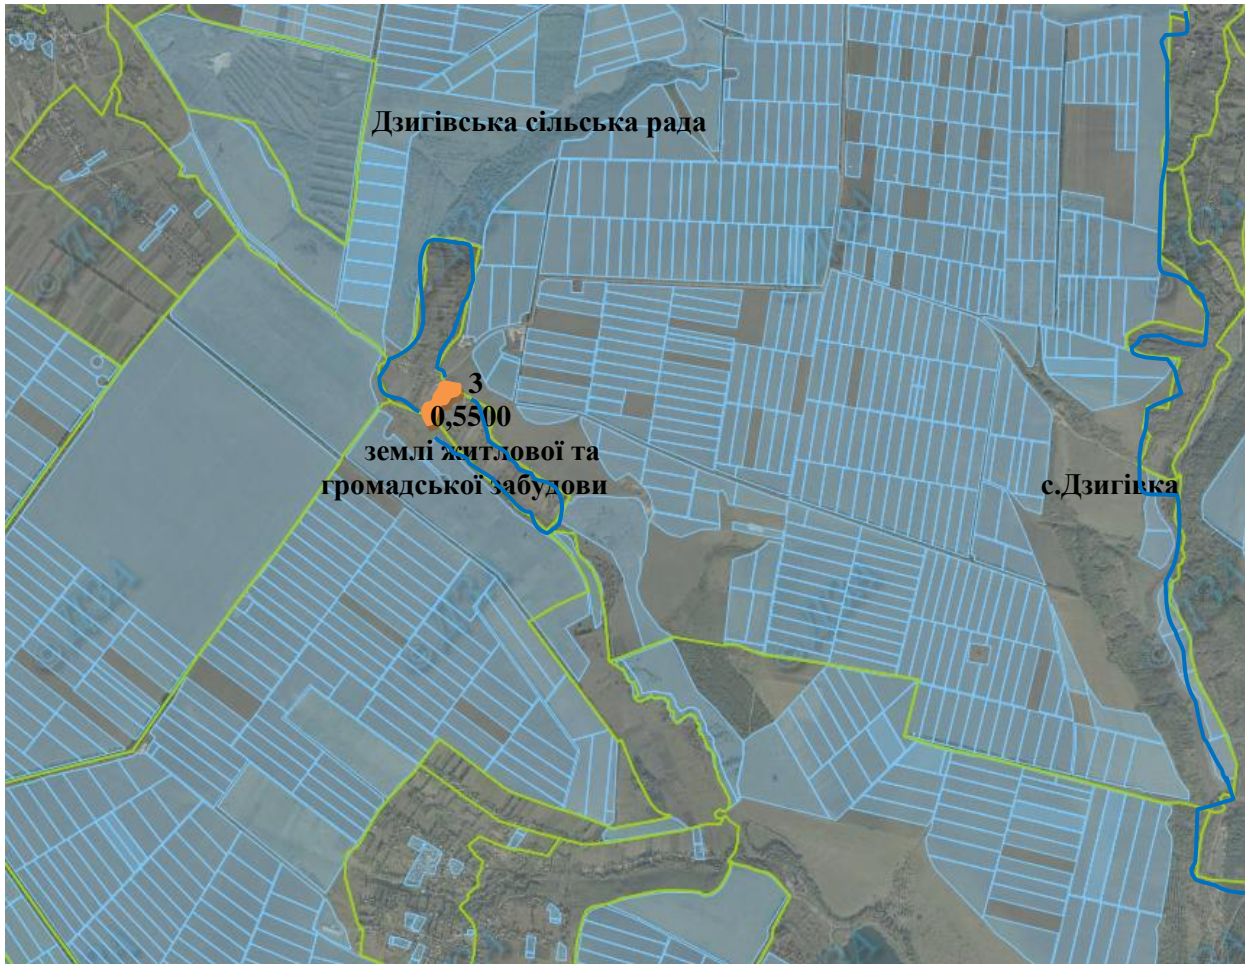 Дзигівська сільська рада
3
0,5500
землі житлової та
громадської забудови
с.Дзигівка